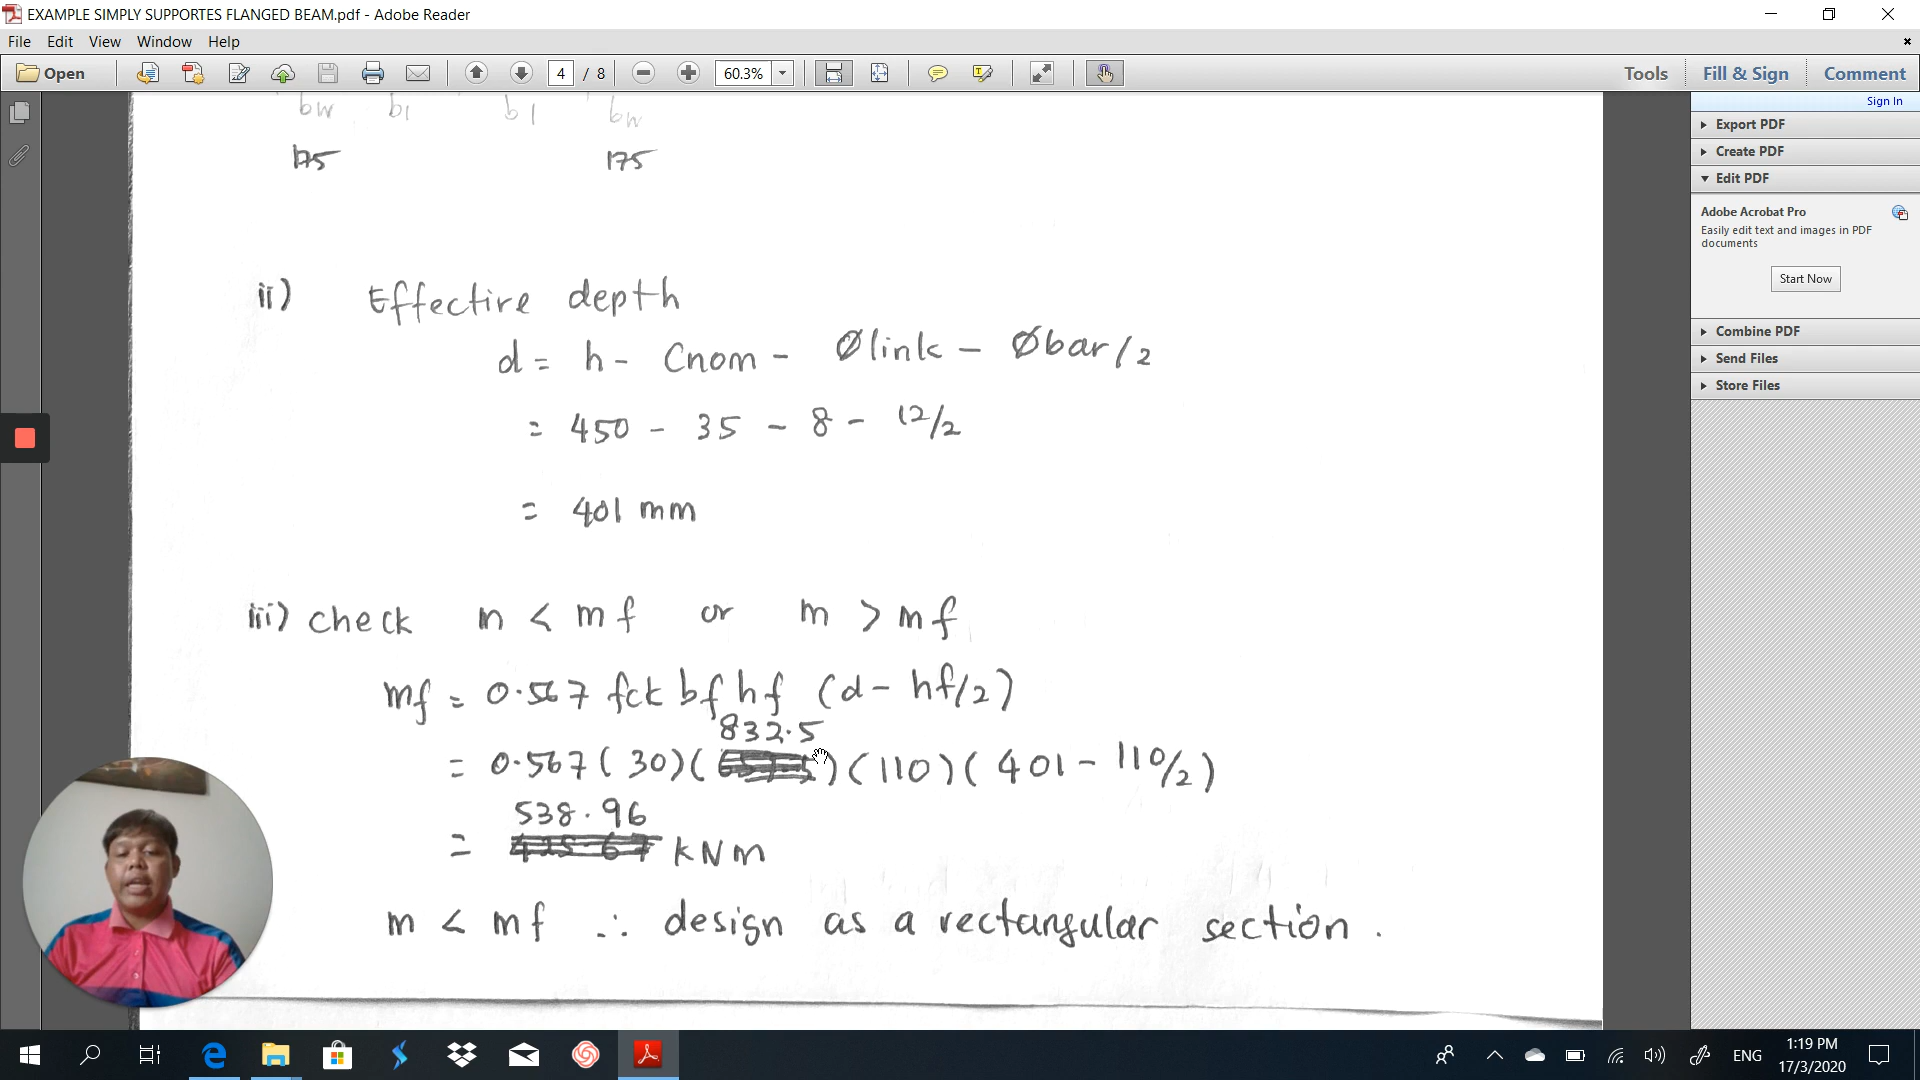 EXAMPLE SIMPLY SUPPORTES FLANGED BEAM.pdf - Adobe Reader
File Edit View Window Help
Open 4 / 8 60.3% Tools Fill & Sign Comment
Sign In
Export PDF
Create PDF
Edit PDF
Adobe Acrobat Pro
Easily edit text and images in PDF
documents
Start Now
Combine PDF
Send Files
Store Files
bw b1 b1 bw
175 175
ii) Effective depth
d = h - Cnom - Ølink - Øbar/2
= 450 - 35 - 8 - 12/2
= 401 mm
iii) check m < mf or m > mf
mf = 0.567 fck bf hf (d - hf/2)
832.5
= 0.567 (30)( )(110)(401 - 110/2)
538.96
= kNm
m < mf ∴ design as a rectangular section.
ENG
1:19 PM
17/3/2020